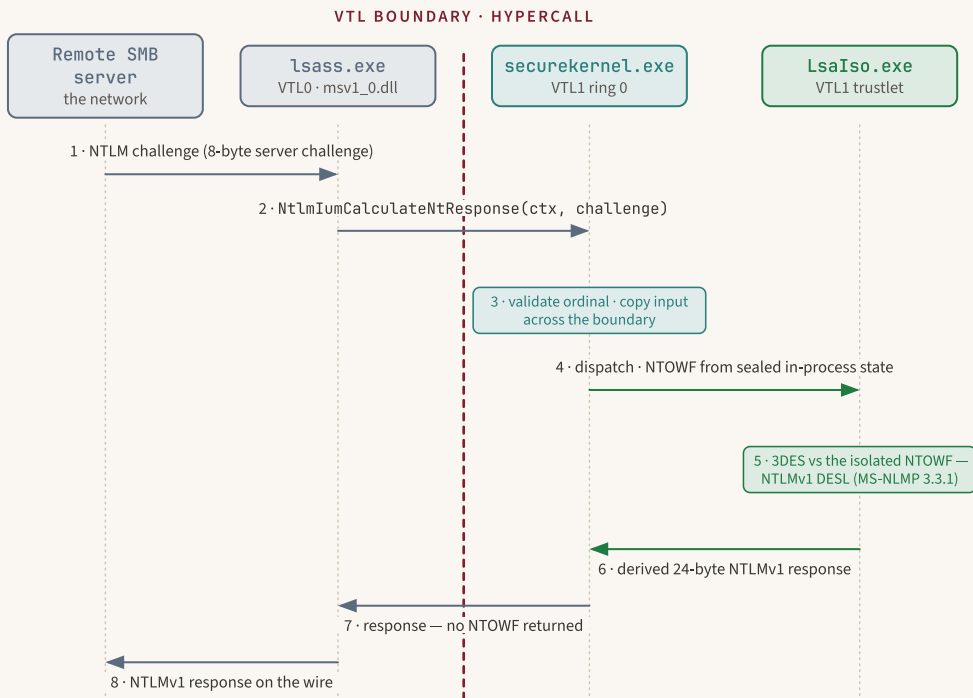 VTL BOUNDARY · HYPERCALL
Remote SMB
server
the network
lsass.exe
VTL0 · msv1_0.dll
securekernel.exe
VTL1 ring 0
LsaIso.exe
VTL1 trustlet
1 · NTLM challenge (8-byte server challenge)
2 · NtlmIumCalculateNtResponse(ctx, challenge)
3 · validate ordinal · copy input
across the boundary
4 · dispatch · NTOWF from sealed in-process state
5 · 3DES vs the isolated NTOWF —
NTLMv1 DESL (MS-NLMP 3.3.1)
6 · derived 24-byte NTLMv1 response
7 · response — no NTOWF returned
8 · NTLMv1 response on the wire